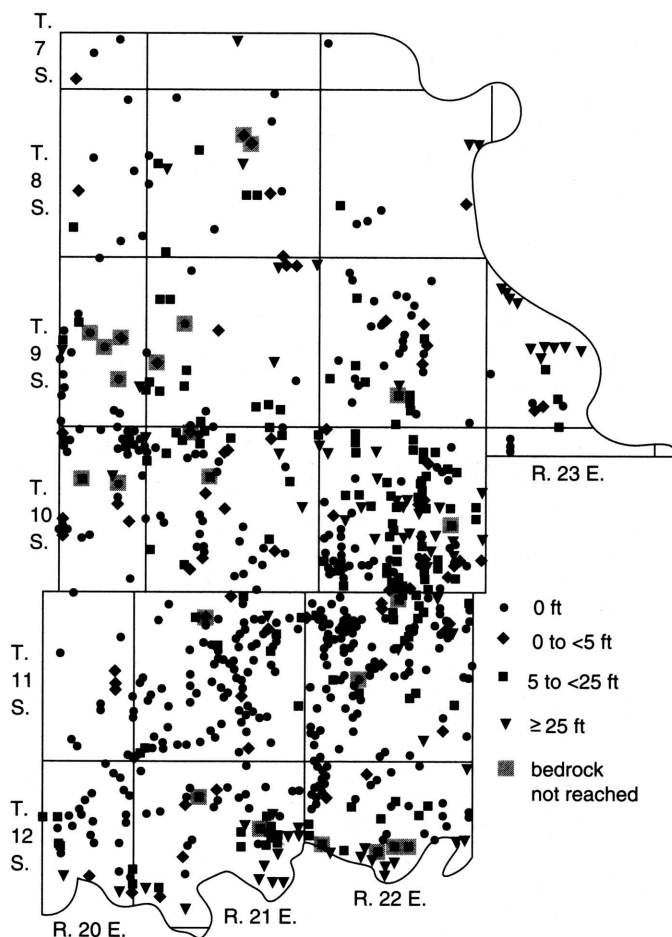 T.
7
S.
T.
8
S.
T.
9
S.
T.
10
S.
T.
11
S.
T.
12
S.
R. 23 E.
0 ft
0 to <5 ft
5 to <25 ft
≥ 25 ft
bedrock
not reached
R. 20 E.
R. 21 E.
R. 22 E.